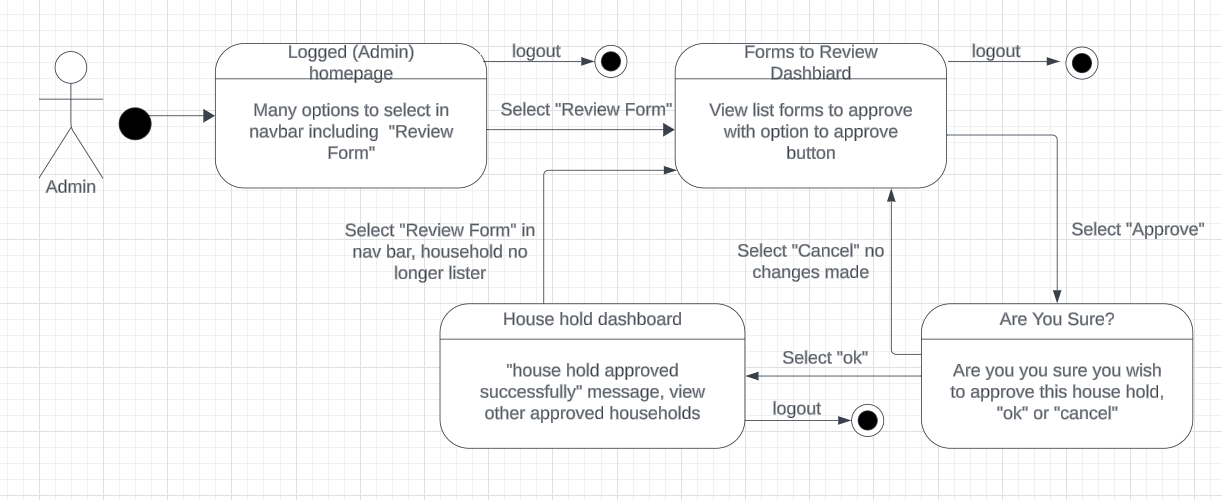 Logged (Admin)
homepage
logout
Forms to Review
Dashbiard
logout
Many options to select in
navbar including "Review
Form"
Select "Review Form"
View list forms to approve
with option to approve
button
Admin
Select "Review Form" in
nav bar, household no
longer lister
Select "Cancel" no
changes made
Select "Approve"
House hold dashboard
"house hold approved
successfully" message, view
other approved households
Select "ok"
logout
Are You Sure?
Are you you sure you wish
to approve this house hold,
"ok" or "cancel"